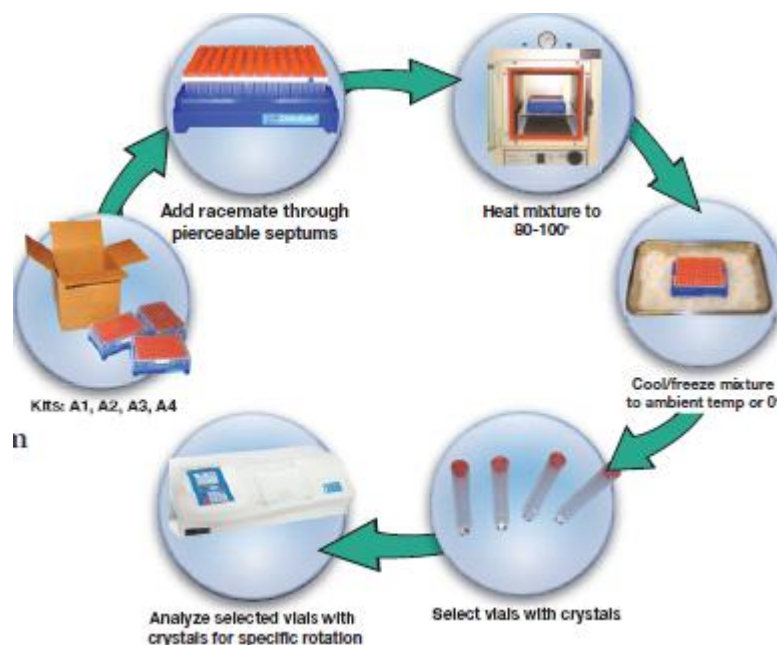 Add racemate through
pierceable septums
Heat mixture to
80-100°
Kits: A1, A2, A3, A4
Cool/freeze mixture
to ambient temp or 0°
m
Analyze selected vials with
crystals for specific rotation
Select vials with crystals